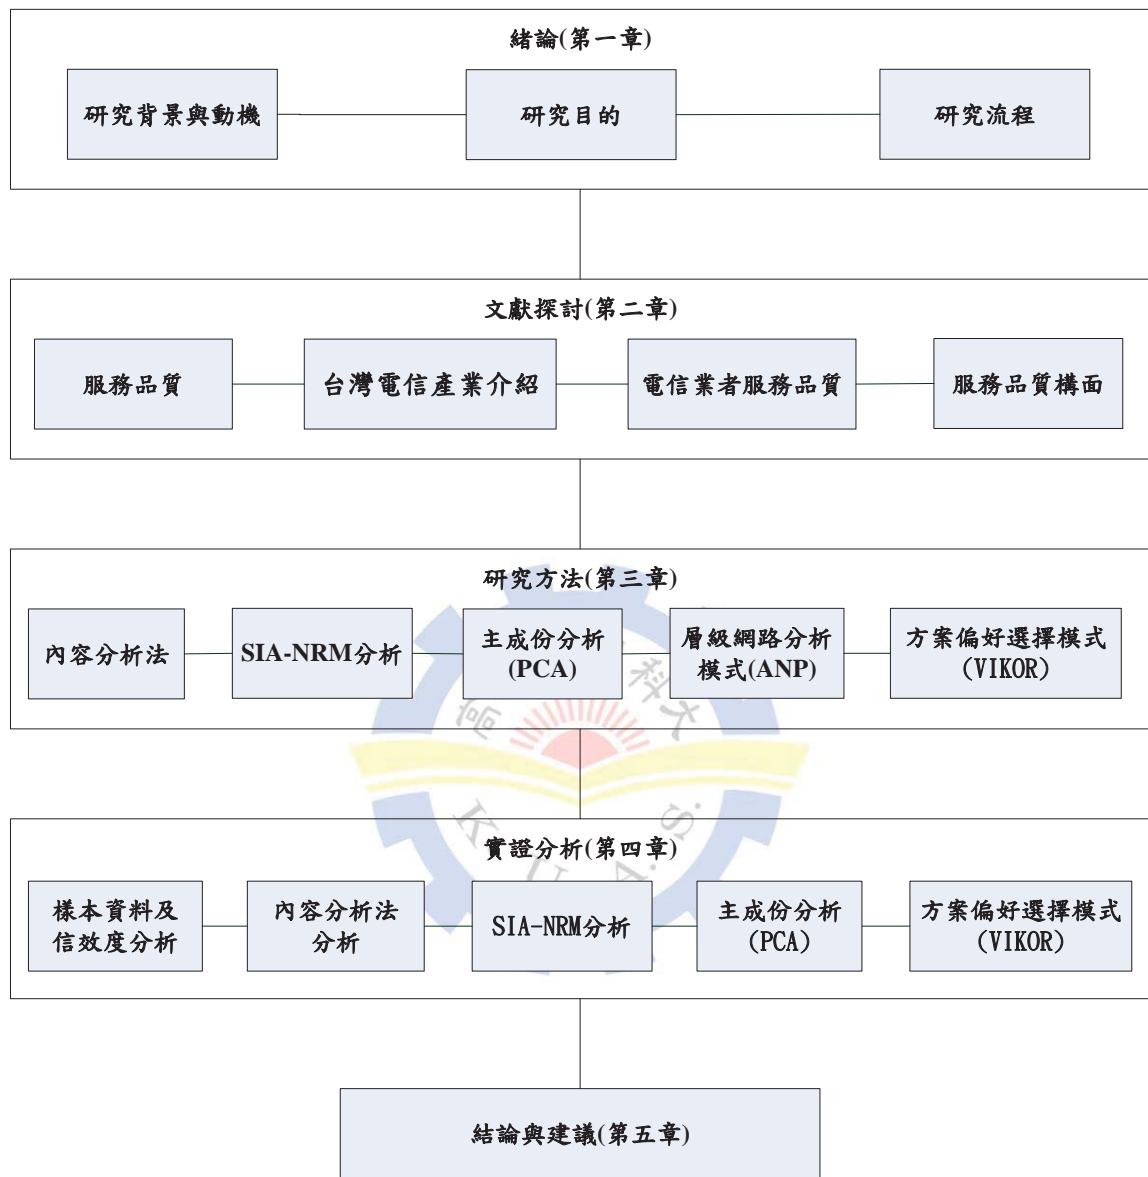 緒論(第一章)
研究背景與動機
研究目的
研究流程
文獻探討(第二章)
服務品質
台灣電信產業介紹
電信業者服務品質
服務品質構面
研究方法(第三章)
內容分析法
SIA-NRM分析
主成份分析
(PCA)
層級網路分析
模式(ANP)
方案偏好選擇模式
(VIKOR)
高
科
大
K U A. S.
實證分析(第四章)
樣本資料及
信效度分析
內容分析法
分析
SIA-NRM分析
主成份分析
(PCA)
方案偏好選擇模式
(VIKOR)
結論與建議(第五章)